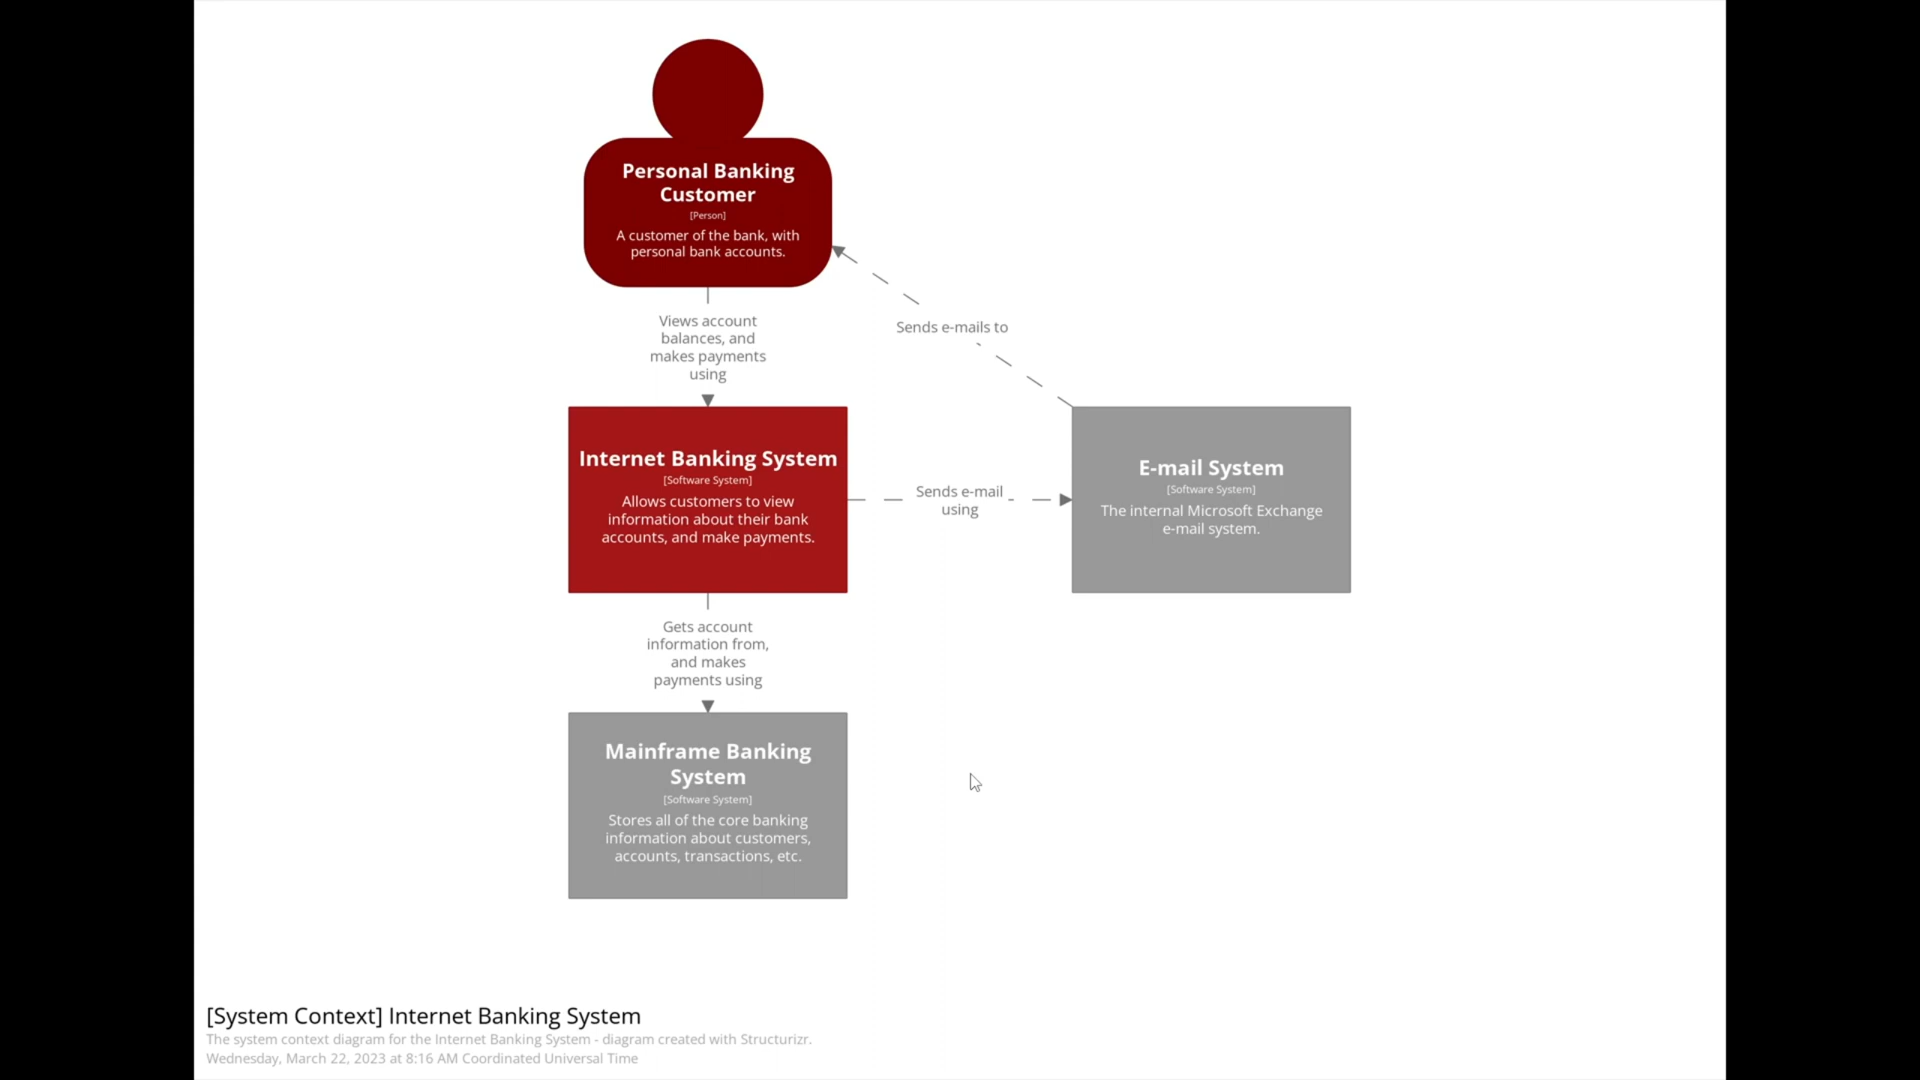 Personal Banking
Customer
[Person]
A customer of the bank, with
personal bank accounts.
Views account
balances, and
makes payments
using
Sends e-mails to
Internet Banking System
[Software System]
Allows customers to view
information about their bank
accounts, and make payments.
Sends e-mail
using
E-mail System
[Software System]
The internal Microsoft Exchange
e-mail system.
Gets account
information from,
and makes
payments using
Mainframe Banking
System
[Software System]
Stores all of the core banking
information about customers,
accounts, transactions, etc.
[System Context] Internet Banking System
The system context diagram for the Internet Banking System - diagram created with Structurizr.
Wednesday, March 22, 2023 at 8:16 AM Coordinated Universal Time